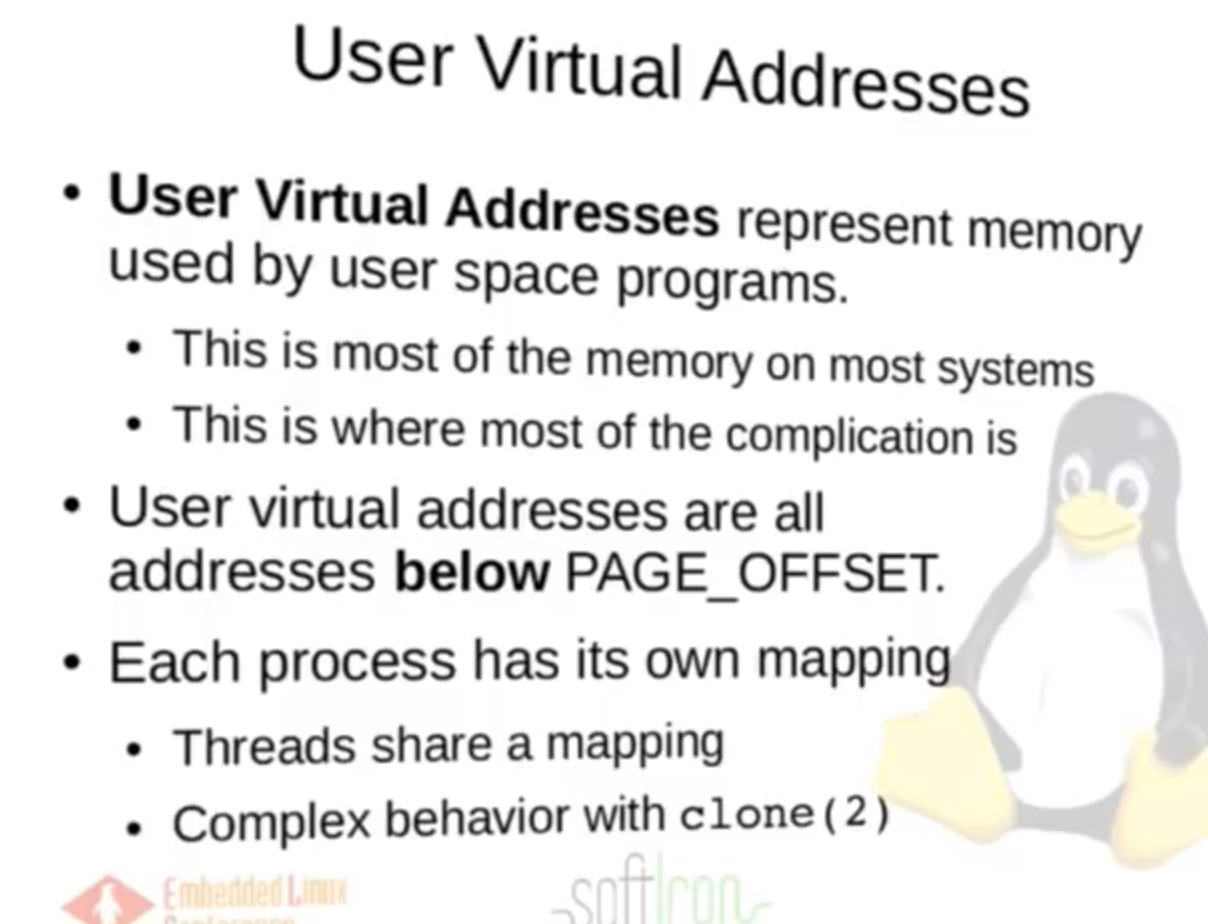 User Virtual Addresses
• User Virtual Addresses represent memory
used by user space programs.
• This is most of the memory on most systems
• This is where most of the complication is
• User virtual addresses are all
addresses below PAGE_OFFSET.
• Each process has its own mapping
• Threads share a mapping
• Complex behavior with clone(2)
Embedded Linux
Conference
softIron